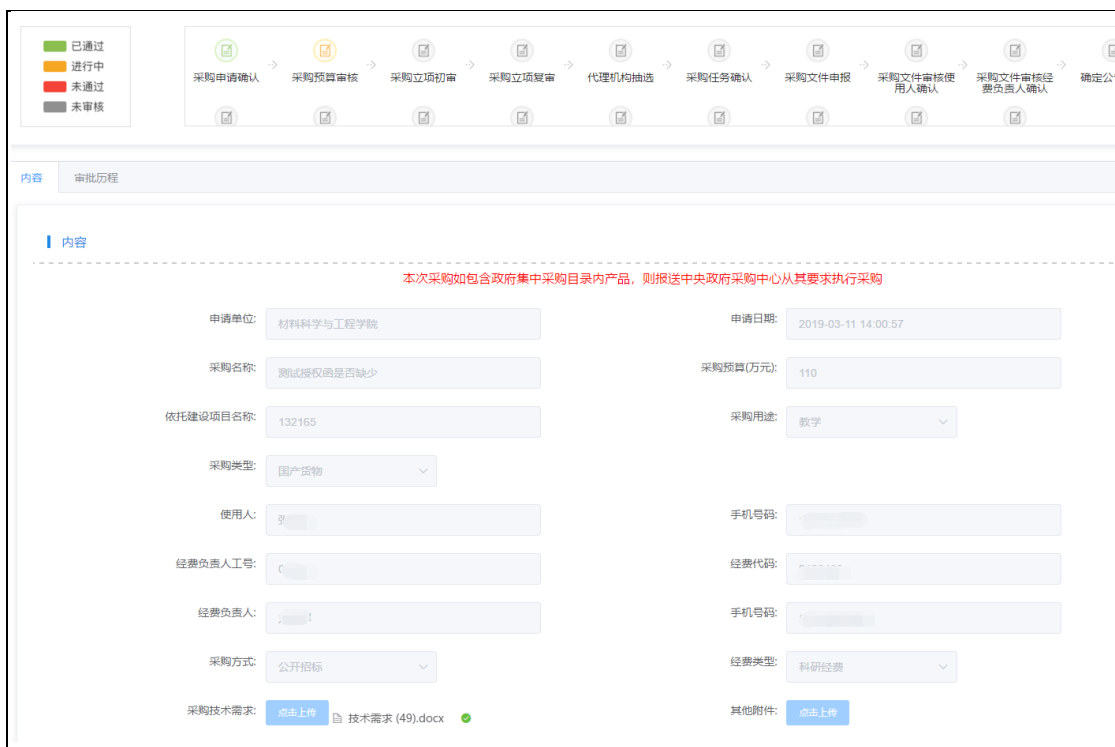 已通过
进行中
未通过
未审核
采购申请确认
采购预算审核
采购立项初审
采购立项复审
代理机构抽选
采购任务确认
采购文件申报
采购文件审核使
用人确认
采购文件审核经
费负责人确认
确定公
内容 审批历程
内容
本次采购如包含政府集中采购目录内产品，则报送中央政府采购中心从其要求执行采购
申请单位: 材料科学与工程学院 申请日期: 2019-03-11 14:00:57
采购名称: 测试授权函是否缺少 采购预算(万元): 110
依托建设项目名称: 132165 采购用途: 教学
采购类型: 国产货物
使用人: 手机号码:
经费负责人工号: 经费代码:
经费负责人: 手机号码:
采购方式: 公开招标 经费类型: 科研经费
采购技术需求: 点击上传 技术需求 (49).docx 其他附件: 点击上传